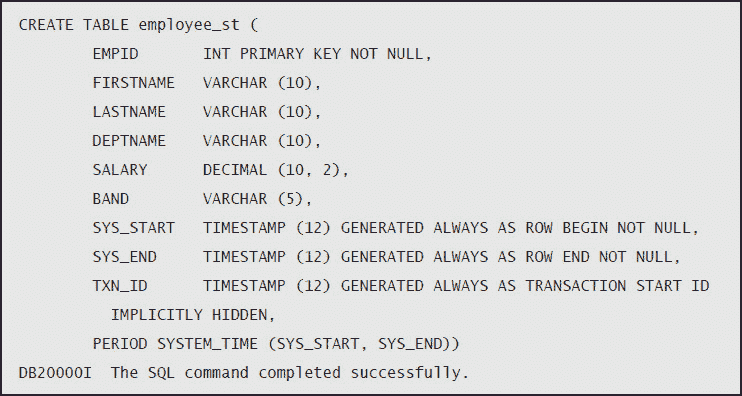 CREATE TABLE employee_st (
EMPID INT PRIMARY KEY NOT NULL,
FIRSTNAME VARCHAR (10),
LASTNAME VARCHAR (10),
DEPTNAME VARCHAR (10),
SALARY DECIMAL (10, 2),
BAND VARCHAR (5),
SYS_START TIMESTAMP (12) GENERATED ALWAYS AS ROW BEGIN NOT NULL,
SYS_END TIMESTAMP (12) GENERATED ALWAYS AS ROW END NOT NULL,
TXN_ID TIMESTAMP (12) GENERATED ALWAYS AS TRANSACTION START ID
IMPLICITLY HIDDEN,
PERIOD SYSTEM_TIME (SYS_START, SYS_END))
DB20000I The SQL command completed successfully.